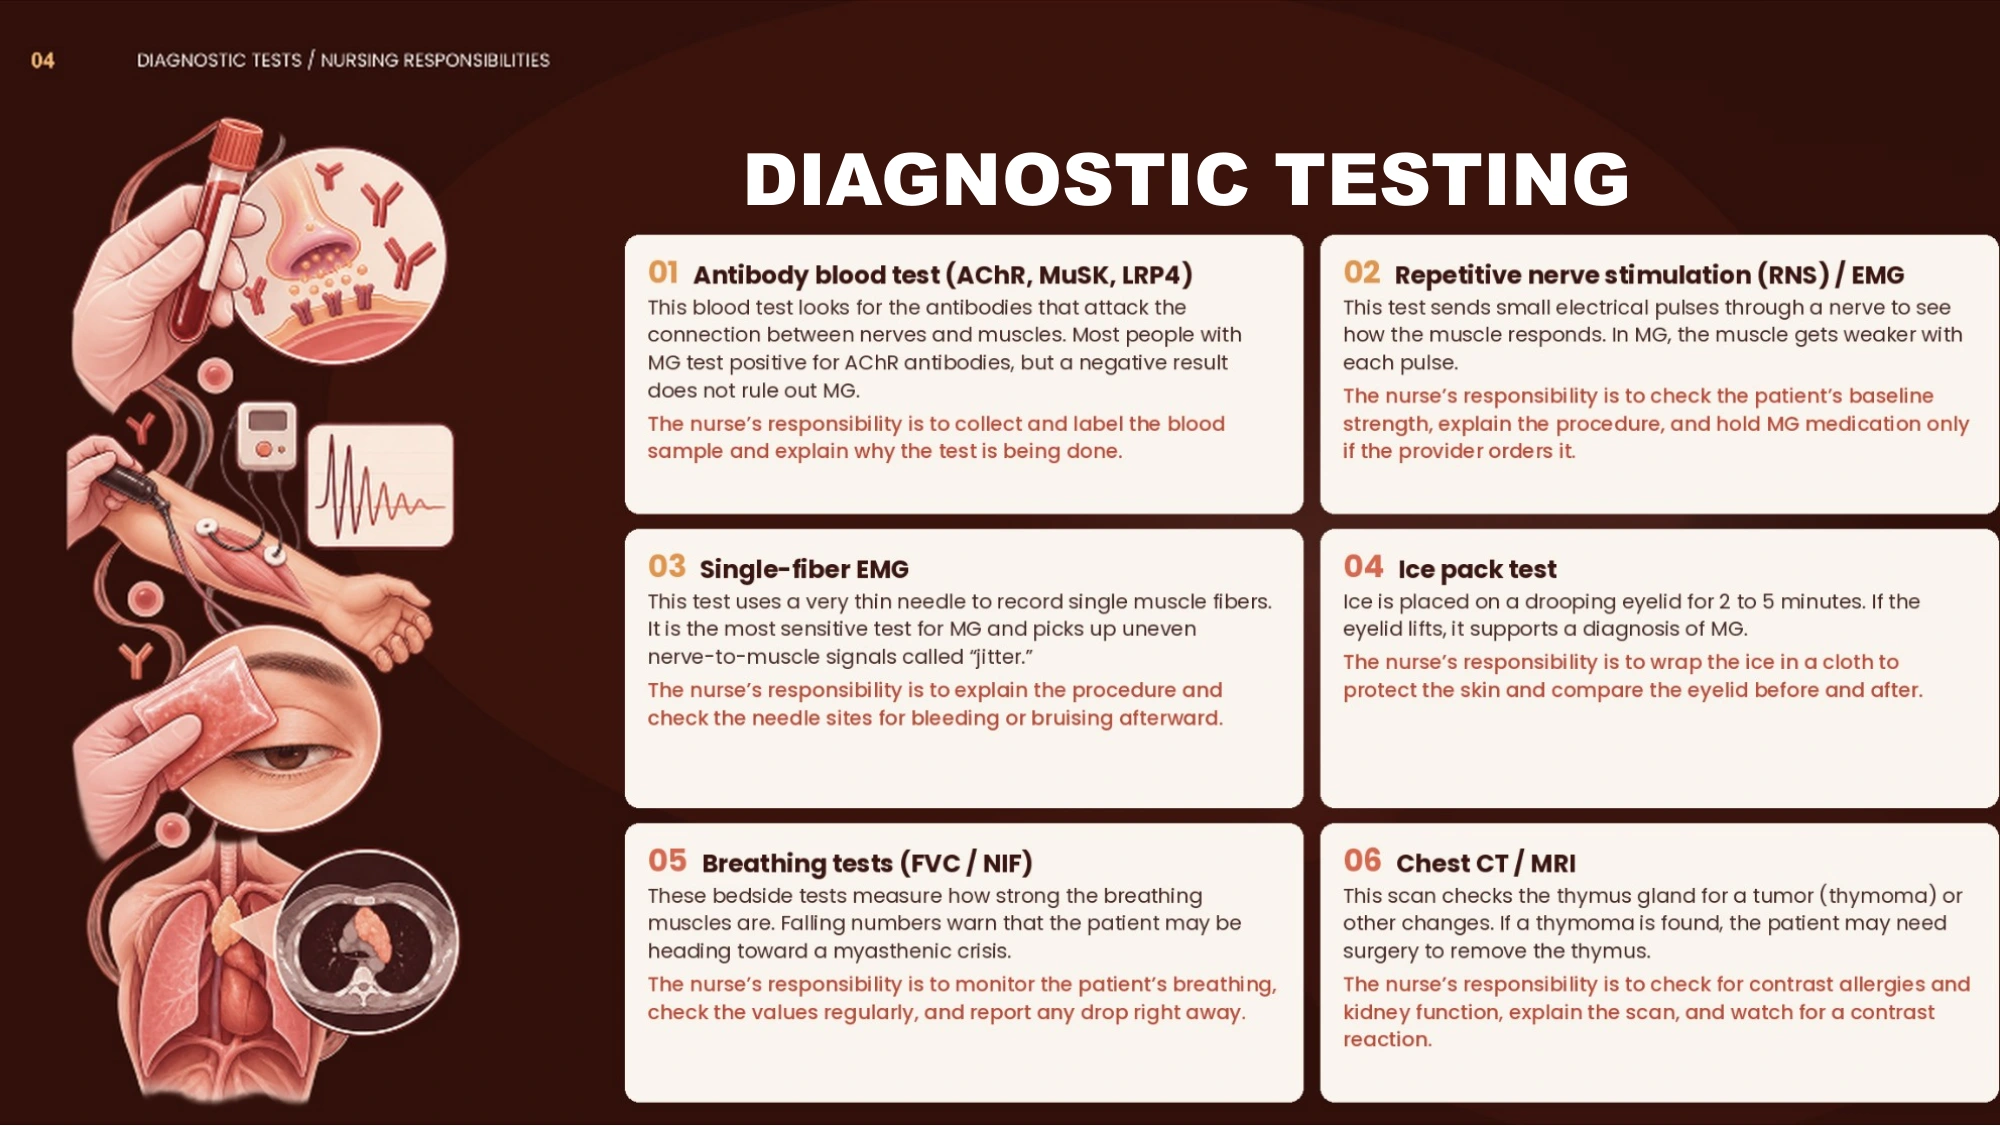 04 DIAGNOSTIC TESTS / NURSING RESPONSIBILITIES
DIAGNOSTIC TESTING
01 Antibody blood test (AChR, MuSK, LRP4)
This blood test looks for the antibodies that attack the
connection between nerves and muscles. Most people with
MG test positive for AChR antibodies, but a negative result
does not rule out MG.
The nurse’s responsibility is to collect and label the blood
sample and explain why the test is being done.
02 Repetitive nerve stimulation (RNS) / EMG
This test sends small electrical pulses through a nerve to see
how the muscle responds. In MG, the muscle gets weaker with
each pulse.
The nurse’s responsibility is to check the patient’s baseline
strength, explain the procedure, and hold MG medication only
if the provider orders it.
03 Single-fiber EMG
This test uses a very thin needle to record single muscle fibers.
It is the most sensitive test for MG and picks up uneven
nerve-to-muscle signals called “jitter.”
The nurse’s responsibility is to explain the procedure and
check the needle sites for bleeding or bruising afterward.
04 Ice pack test
Ice is placed on a drooping eyelid for 2 to 5 minutes. If the
eyelid lifts, it supports a diagnosis of MG.
The nurse’s responsibility is to wrap the ice in a cloth to
protect the skin and compare the eyelid before and after.
05 Breathing tests (FVC / NIF)
These bedside tests measure how strong the breathing
muscles are. Falling numbers warn that the patient may be
heading toward a myasthenic crisis.
The nurse’s responsibility is to monitor the patient’s breathing,
check the values regularly, and report any drop right away.
06 Chest CT / MRI
This scan checks the thymus gland for a tumor (thymoma) or
other changes. If a thymoma is found, the patient may need
surgery to remove the thymus.
The nurse’s responsibility is to check for contrast allergies and
kidney function, explain the scan, and watch for a contrast
reaction.